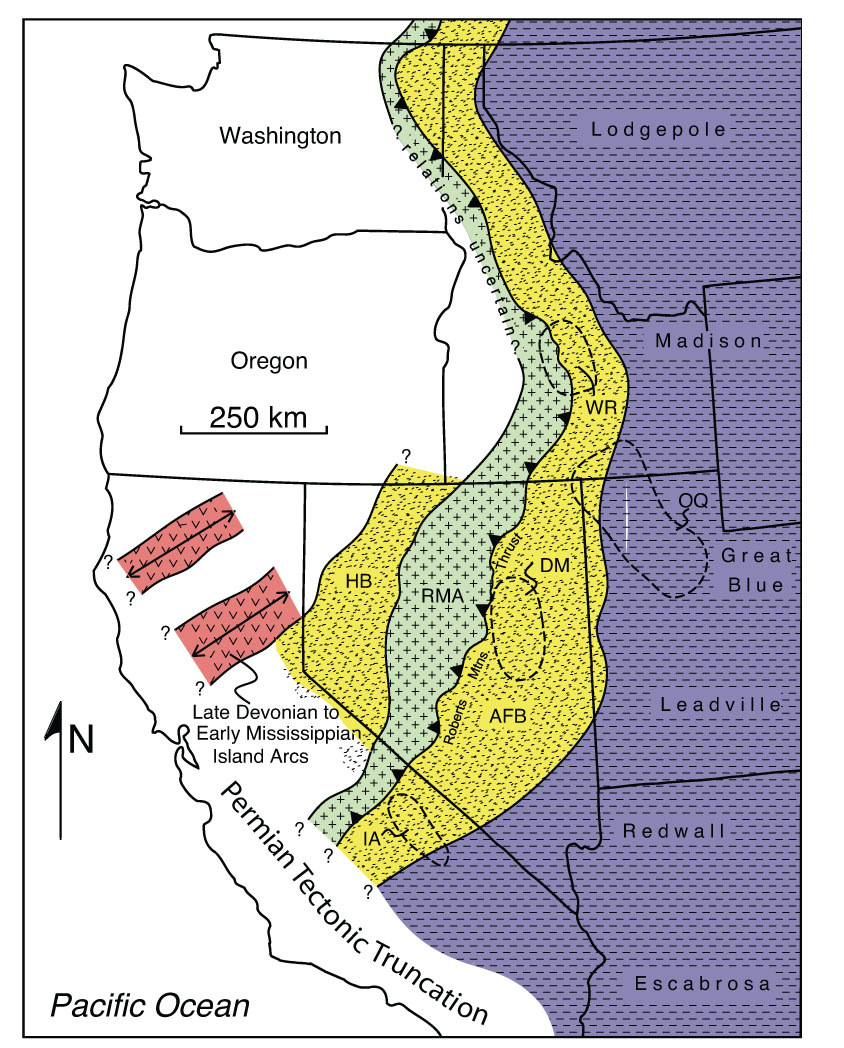 Washington
Lodgepole
? relations uncertain ?
Madison
Oregon
250 km
WR
?
OQ
Great
Blue
Thrust
DM
HB
RMA
?
?
?
?
Mtns
Roberts
AFB
Leadville
Late Devonian to
Early Mississippian
Island Arcs
N
Permian Tectonic Truncation
?
?
?
IA
Redwall
Escabrosa
Pacific Ocean